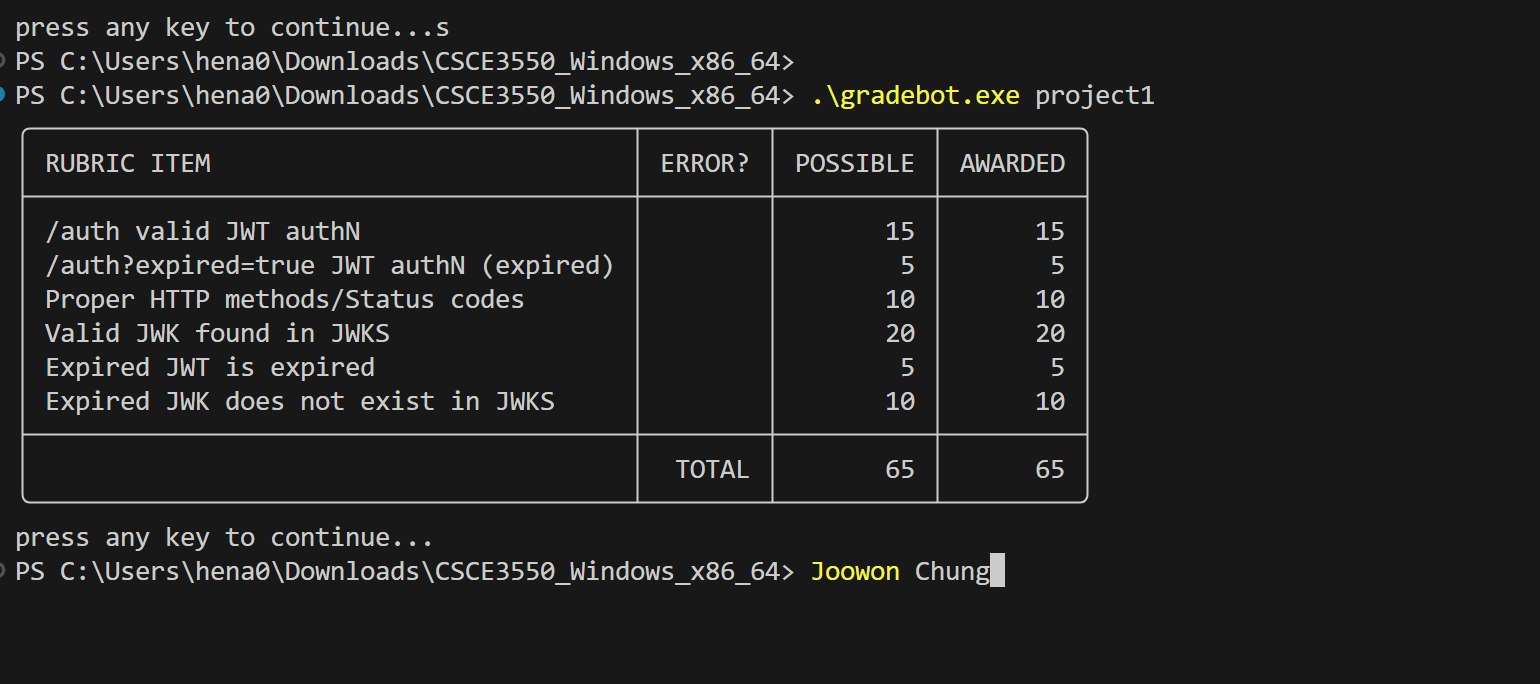 press any key to continue...s
PS C:\Users\hena0\Downloads\CSCE3550_Windows_x86_64>
PS C:\Users\hena0\Downloads\CSCE3550_Windows_x86_64> .\gradebot.exe project1
RUBRIC ITEM ERROR? POSSIBLE AWARDED
/auth valid JWT authN 15 15
/auth?expired=true JWT authN (expired) 5 5
Proper HTTP methods/Status codes 10 10
Valid JWK found in JWKS 20 20
Expired JWT is expired 5 5
Expired JWK does not exist in JWKS 10 10
TOTAL 65 65
press any key to continue...
PS C:\Users\hena0\Downloads\CSCE3550_Windows_x86_64> Joowon Chung